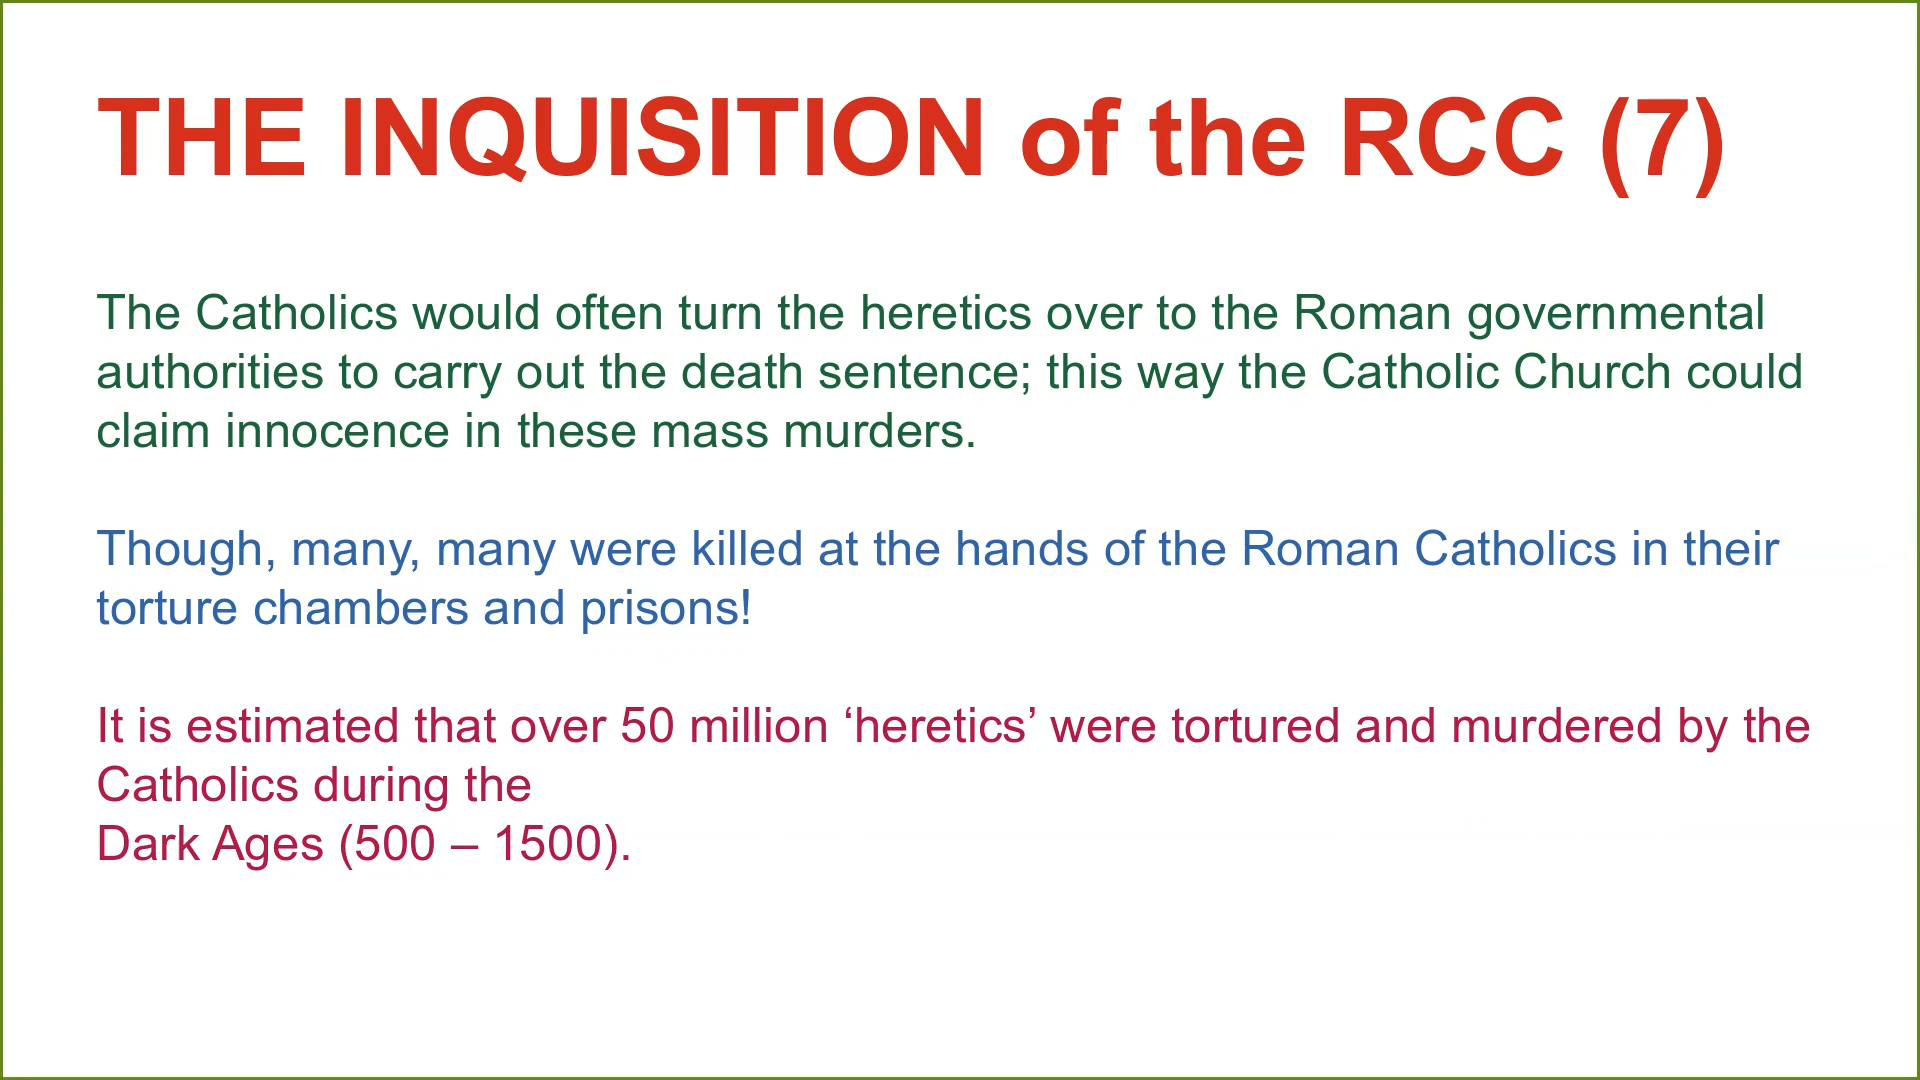 THE INQUISITION of the RCC (7)
The Catholics would often turn the heretics over to the Roman governmental
authorities to carry out the death sentence; this way the Catholic Church could
claim innocence in these mass murders.
Though, many, many were killed at the hands of the Roman Catholics in their
torture chambers and prisons!
It is estimated that over 50 million ‘heretics’ were tortured and murdered by the
Catholics during the
Dark Ages (500 – 1500).